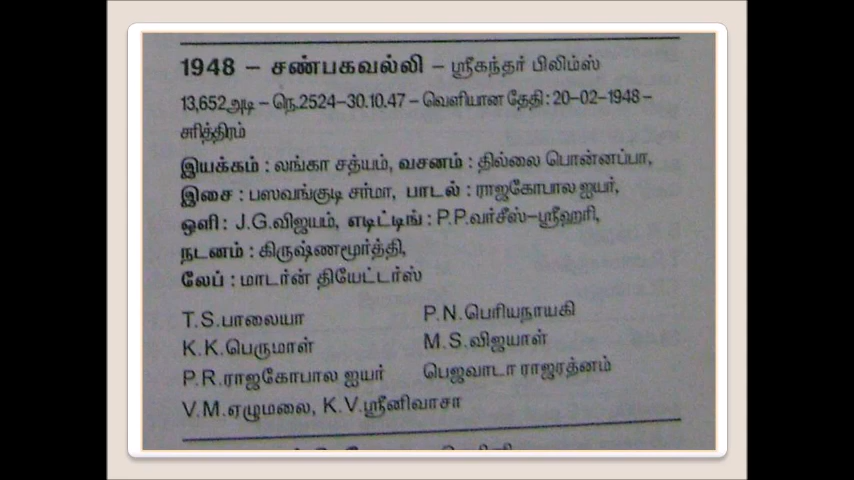 1948 – சண்பகவல்லி – ஸ்ரீகந்தர் பிலிம்ஸ்
13,652அடி – நெ.2524–30.10.47 – வெளியான தேதி : 20–02–1948 –
சரித்திரம்
இயக்கம் : லங்கா சத்யம், வசனம் : தில்லை பொன்னப்பா,
இசை : பஸவங்குடி சர்மா, பாடல் : ராஜகோபால ஐயர்,
ஒளி : J.G.விஜயம், எடிட்டிங் : P.P.வர்சீஸ்–ஸ்ரீஹரி,
நடனம் : கிருஷ்ணமூர்த்தி,
லேப் : மாடர்ன் தியேட்டர்ஸ்
T.S.பாலையா P.N.பெரியநாயகி
K.K.பெருமாள் M.S.விஜயாள்
P.R.ராஜகோபால ஐயர் பெஜவாடா ராஜரத்னம்
V.M.ஏழுமலை, K.V.ஸ்ரீனிவாசா